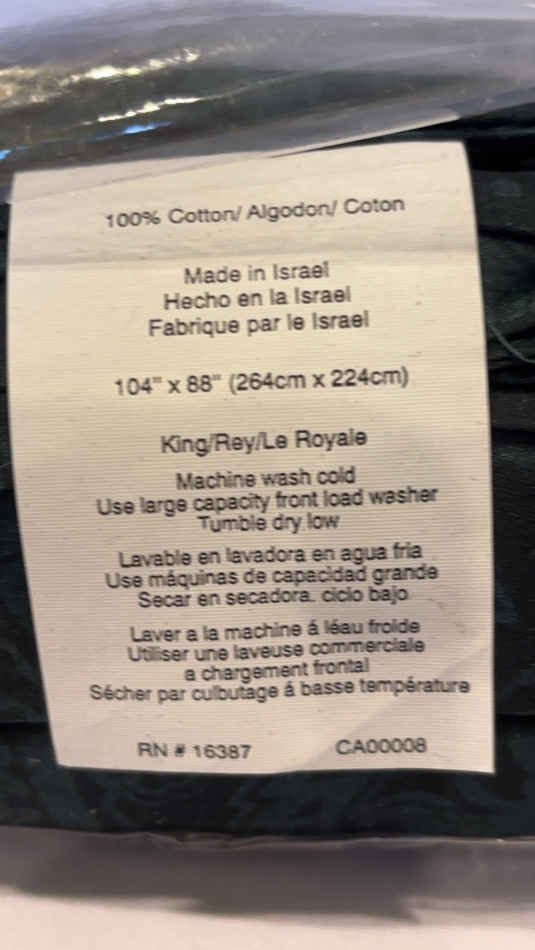 100% Cotton/ Algodon/ Coton
Made in Israel
Hecho en la Israel
Fabrique par le Israel
104" x 88" (264cm x 224cm)
King/Rey/Le Royale
Machine wash cold
Use large capacity front load washer
Tumble dry low
Lavable en lavadora en agua fria
Use máquinas de capacidad grande
Secar en secadora. ciclo bajo
Laver a la machine á léau froide
Utiliser une laveuse commerciale
a chargement frontal
Sécher par culbutage á basse température
RN # 16387 CA00008